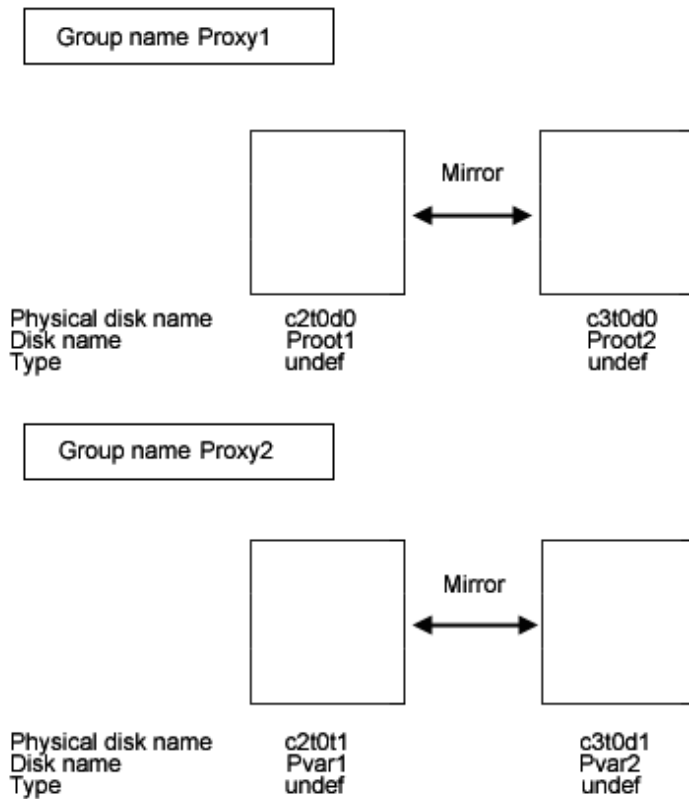 Group name Proxy1
Mirror
Physical disk name c2t0d0 c3t0d0
Disk name Proot1 Proot2
Type undef undef
Group name Proxy2
Mirror
Physical disk name c2t0t1 c3t0d1
Disk name Pvar1 Pvar2
Type undef undef